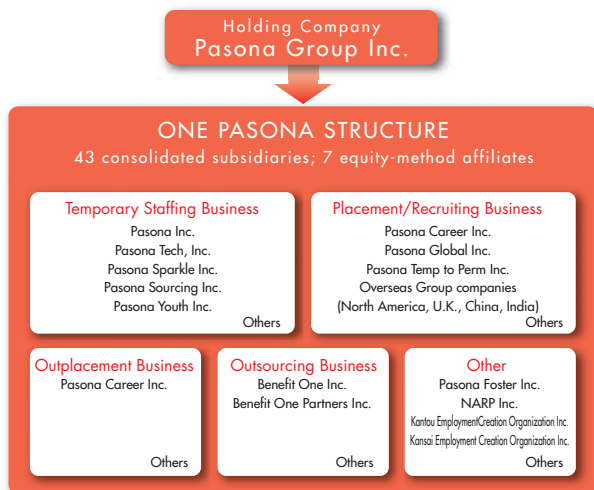 Holding Company
Pasona Group Inc.
ONE PASONA STRUCTURE
43 consolidated subsidiaries; 7 equity-method affiliates
Temporary Staffing Business
Pasona Inc.
Pasona Tech, Inc.
Pasona Sparkle Inc.
Pasona Sourcing Inc.
Pasona Youth Inc.
Others
Placement/Recruiting Business
Pasona Career Inc.
Pasona Global Inc.
Pasona Temp to Perm Inc.
Overseas Group companies
(North America, U.K., China, India)
Others
Outplacement Business
Pasona Career Inc.
Others
Outsourcing Business
Benefit One Inc.
Benefit One Partners Inc.
Others
Other
Pasona Foster Inc.
NARP Inc.
Kantou EmploymentCreation Organization Inc.
Kansai Employment Creation Organization Inc.
Others